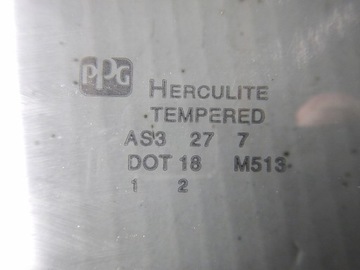 PPG HERCULITE
TEMPERED
AS3 27 7
DOT 18 M513
1 2